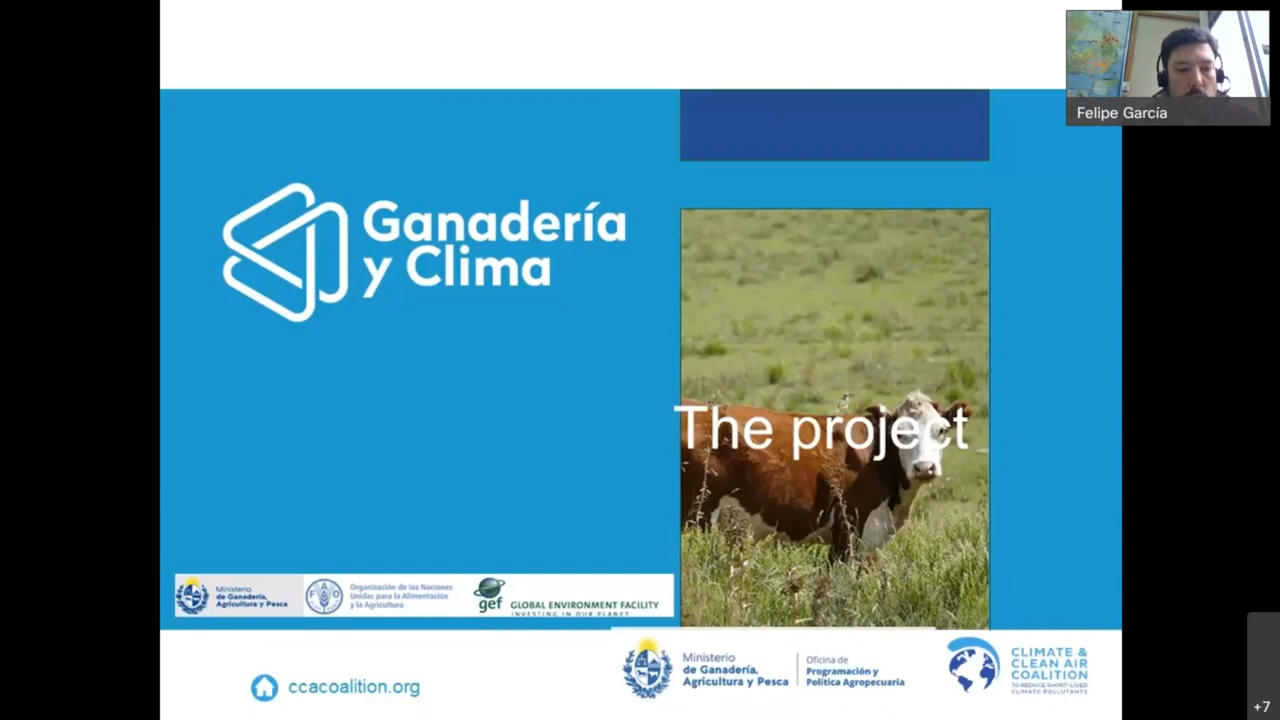 Felipe García
Ganadería
y Clima
The project
Ministerio
de Ganadería,
Agricultura y Pesca
F A O
Organización de las Naciones
Unidas para la Alimentación
y la Agricultura
gef
GLOBAL ENVIRONMENT FACILITY
INVESTING IN OUR PLANET
ccacoalition.org
Ministerio
de Ganadería,
Agricultura y Pesca
Oficina de
Programación y
Política Agropecuaria
CLIMATE &
CLEAN AIR
COALITION
TO REDUCE SHORT-LIVED
CLIMATE POLLUTANTS
+7